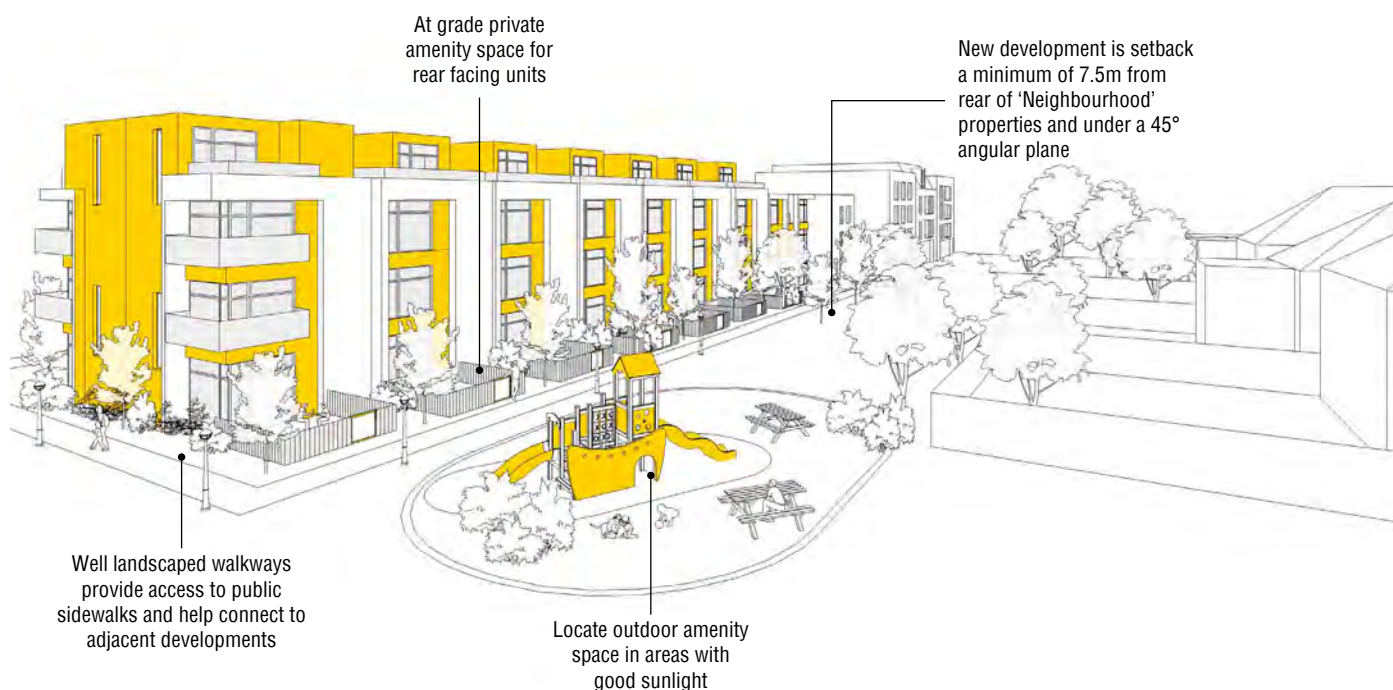 At grade private
amenity space for
rear facing units
New development is setback
a minimum of 7.5m from
rear of ‘Neighbourhood’
properties and under a 45°
angular plane
Well landscaped walkways
provide access to public
sidewalks and help connect to
adjacent developments
Locate outdoor amenity
space in areas with
good sunlight